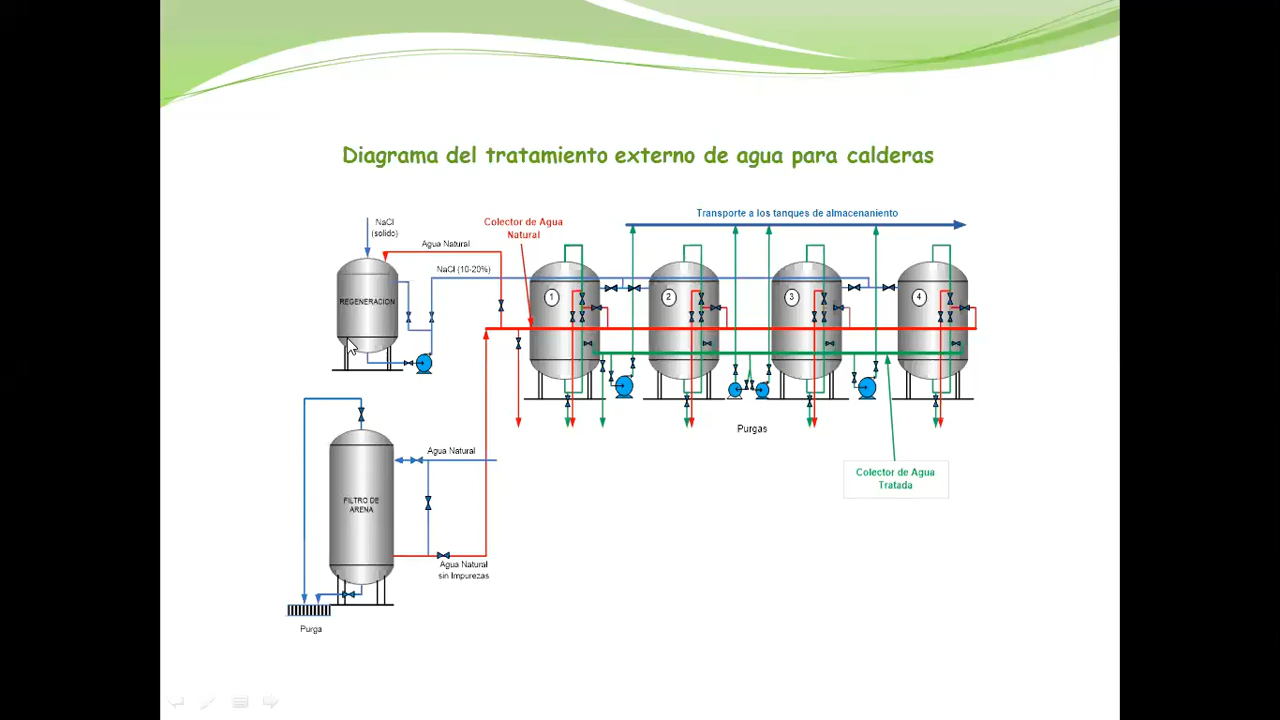 Diagrama del tratamiento externo de agua para calderas
NaCl
(solido)
Colector de Agua
Natural
Transporte a los tanques de almacenaniento
Agua Natural
NaCl (10-20%)
REGENERACION
1
2
3
4
Purgas
Agua Natural
Colector de Agua
Tratada
FILTRO DE
ARENA
Agua Natural
sin Impurezas
Purga